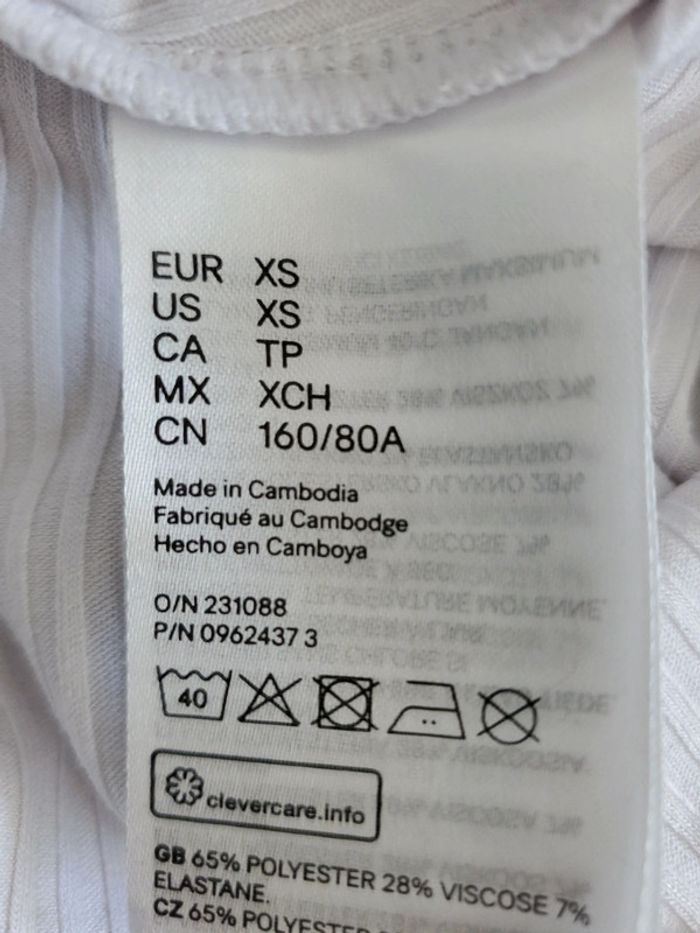 EUR XS
US XS
CA TP
MX XCH
CN 160/80A
Made in Cambodia
Fabriqué au Cambodge
Hecho en Camboya
O/N 231088
P/N 0962437 3
40
clevercare.info
GB 65% POLYESTER 28% VISCOSE 7%
ELASTANE.
CZ 65% POLYESTER